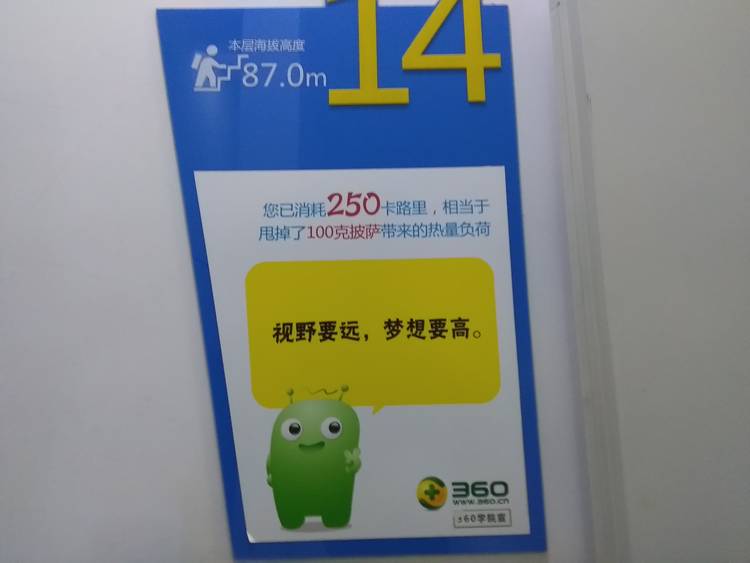 14
本层海拔高度
87.0m
您已消耗250卡路里，相当于
甩掉了100克披萨带来的热量负荷
视野要远，梦想要高。
360
www.360.cn
360学院宣